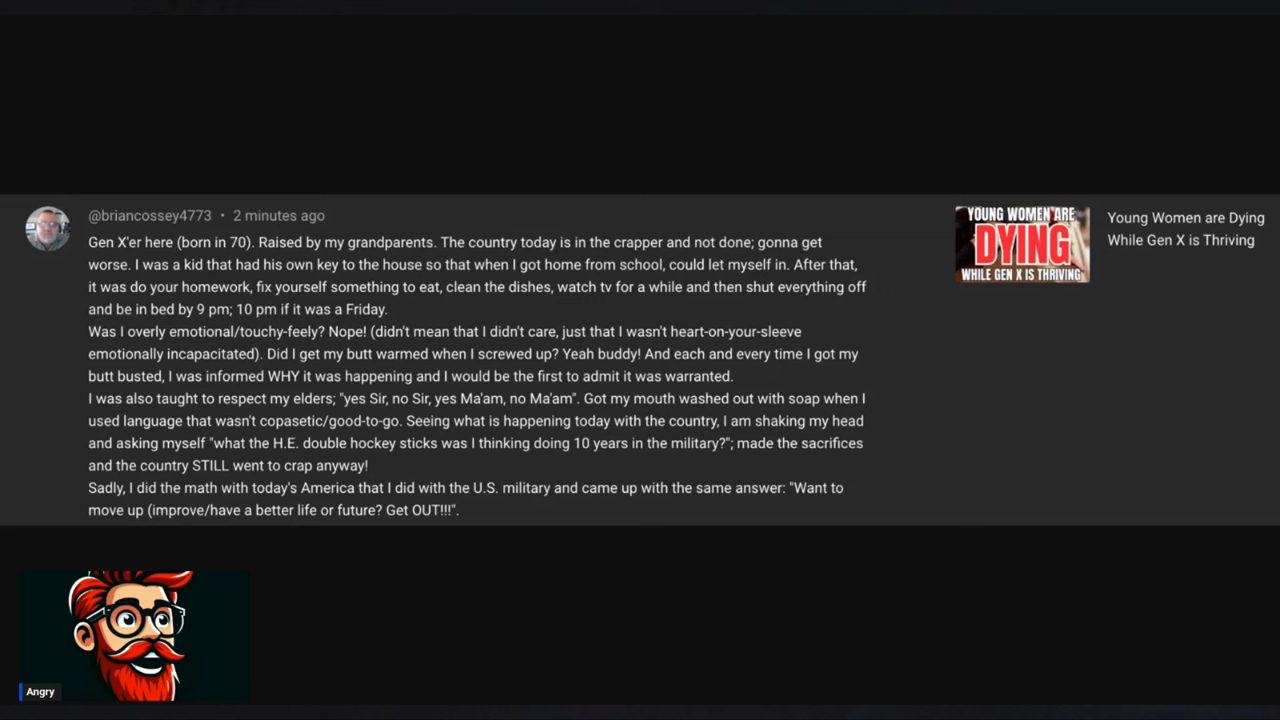 @briancossey4773 • 2 minutes ago
Gen X'er here (born in 70). Raised by my grandparents. The country today is in the crapper and not done; gonna get
worse. I was a kid that had his own key to the house so that when I got home from school, could let myself in. After that,
it was do your homework, fix yourself something to eat, clean the dishes, watch tv for a while and then shut everything off
and be in bed by 9 pm; 10 pm if it was a Friday.
Was I overly emotional/touchy-feely? Nope! (didn't mean that I didn't care, just that I wasn't heart-on-your-sleeve
emotionally incapacitated). Did I get my butt warmed when I screwed up? Yeah buddy! And each and every time I got my
butt busted, I was informed WHY it was happening and I would be the first to admit it was warranted.
I was also taught to respect my elders; "yes Sir, no Sir, yes Ma'am, no Ma'am". Got my mouth washed out with soap when I
used language that wasn't copasetic/good-to-go. Seeing what is happening today with the country, I am shaking my head
and asking myself "what the H.E. double hockey sticks was I thinking doing 10 years in the military?"; made the sacrifices
and the country STILL went to crap anyway!
Sadly, I did the math with today's America that I did with the U.S. military and came up with the same answer: "Want to
move up (improve/have a better life or future? Get OUT!!!".
YOUNG WOMEN ARE
DYING
WHILE GEN X IS THRIVING
Young Women are Dying
While Gen X is Thriving
Angry